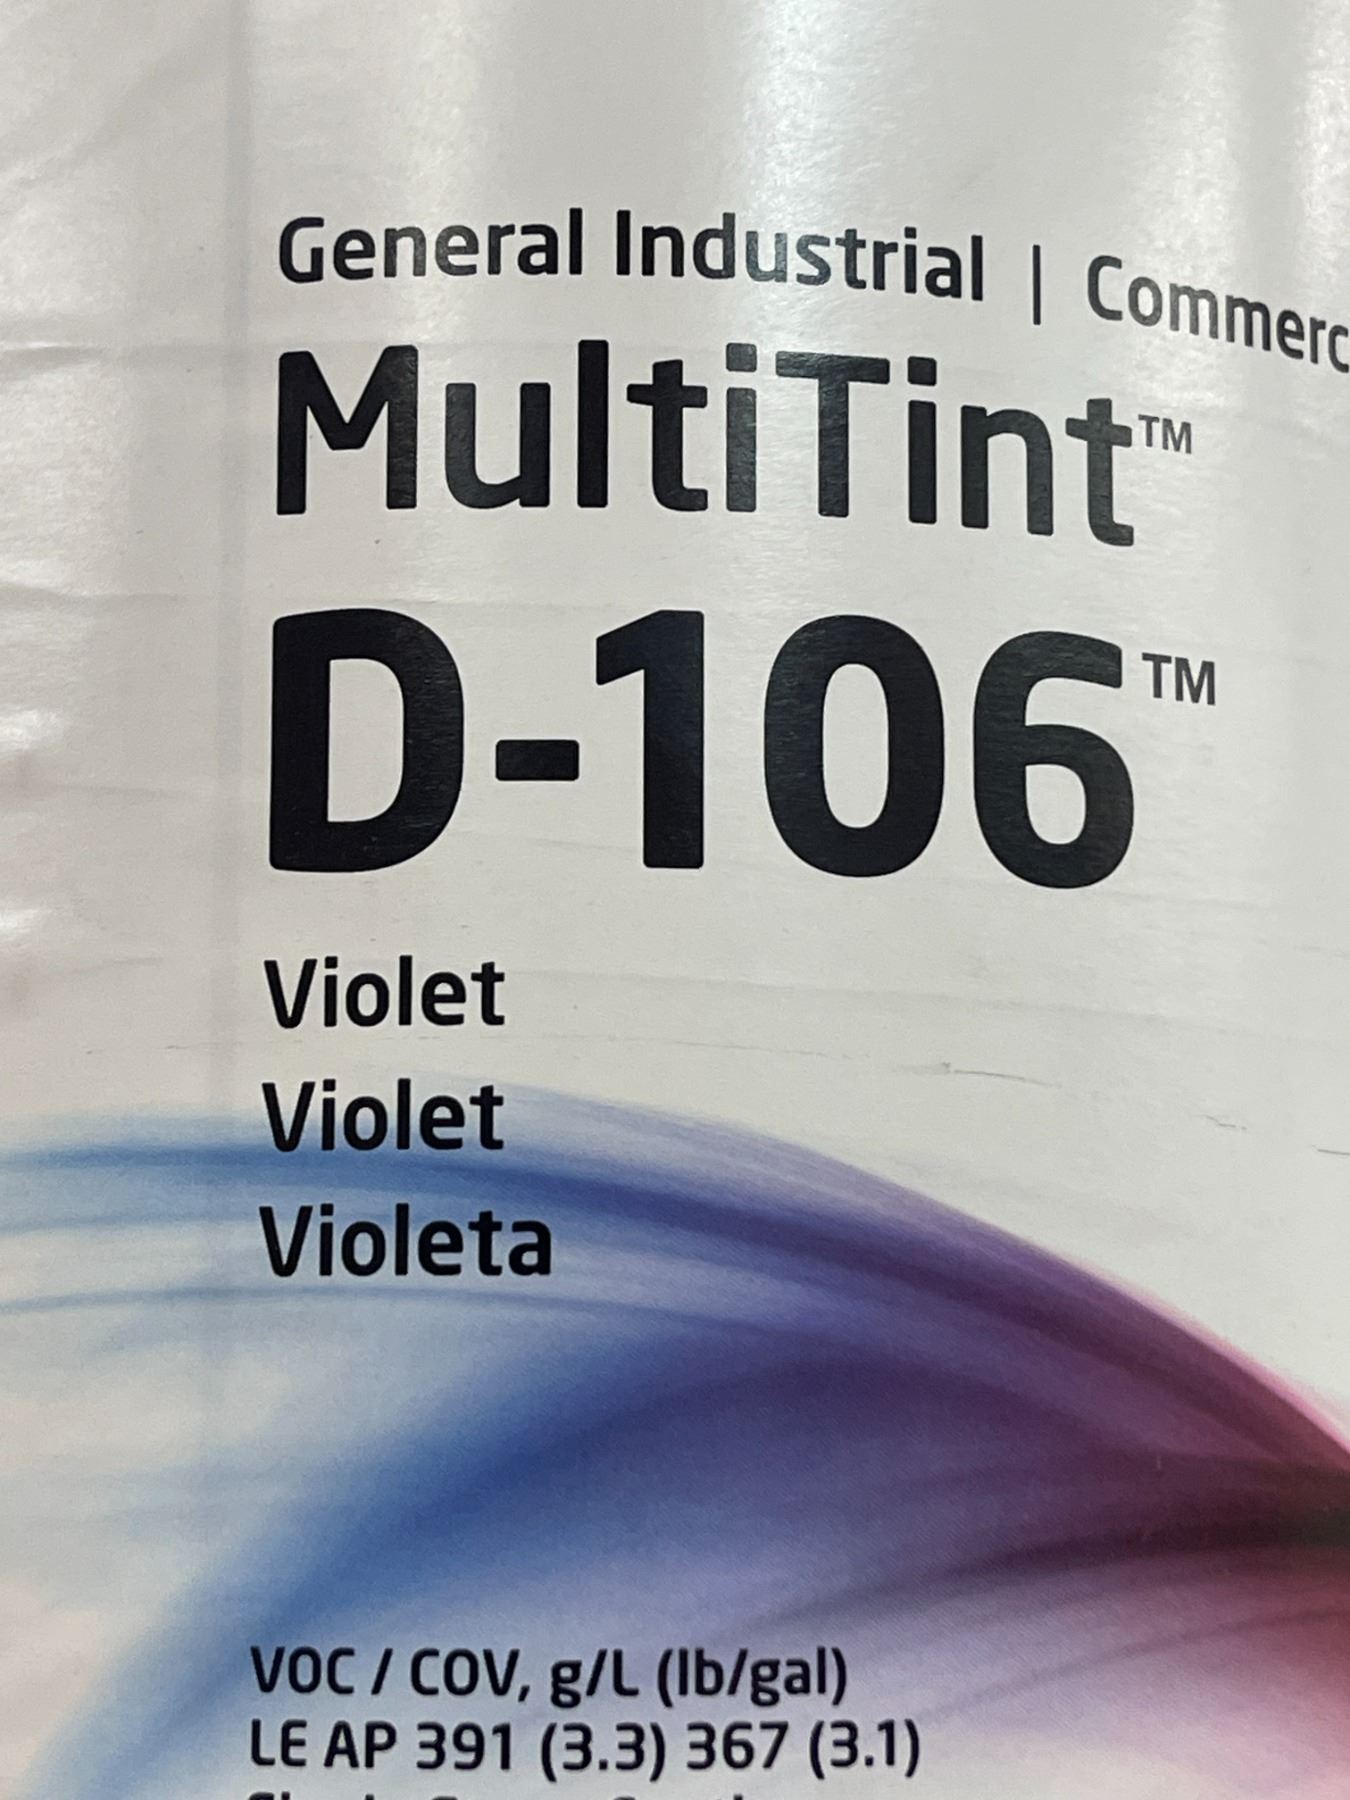 General Industrial | Commerc
MultiTint™
D-106™
Violet
Violet
Violeta
VOC / COV, g/L (lb/gal)
LE AP 391 (3.3) 367 (3.1)